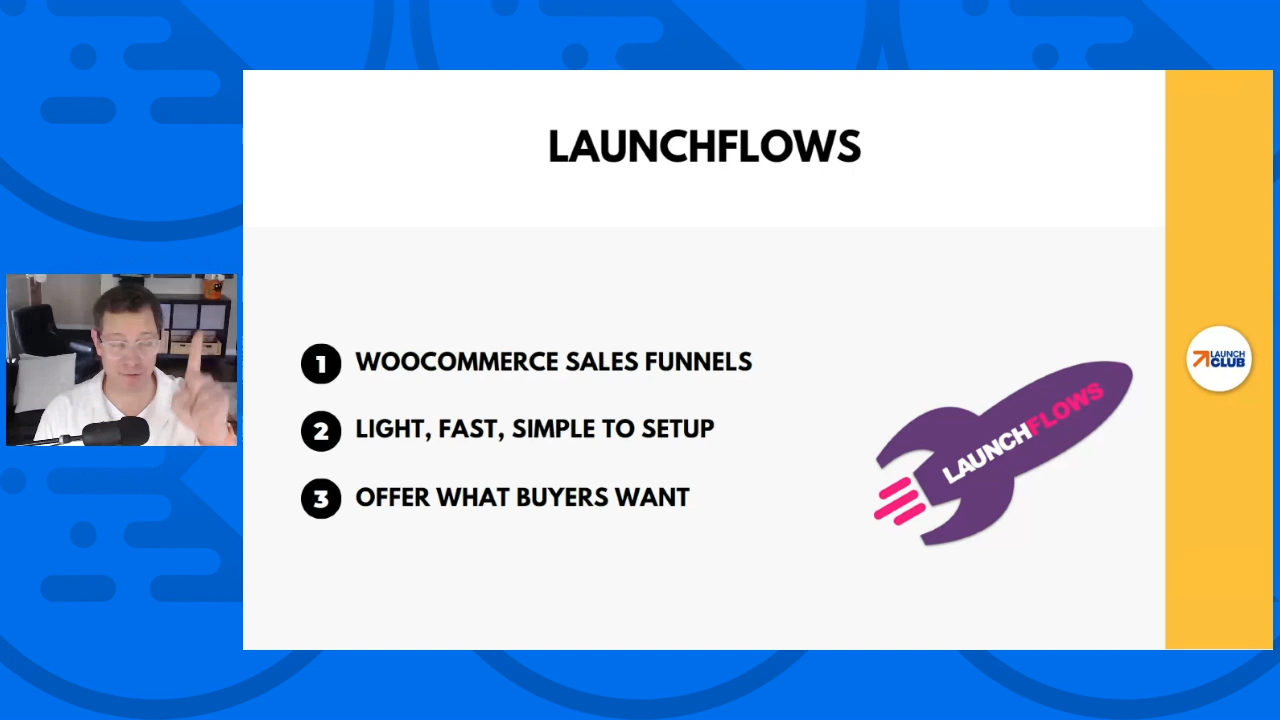 LAUNCHFLOWS
1 WOOCOMMERCE SALES FUNNELS
2 LIGHT, FAST, SIMPLE TO SETUP
3 OFFER WHAT BUYERS WANT
LAUNCHFLOWS
LAUNCH
CLUB